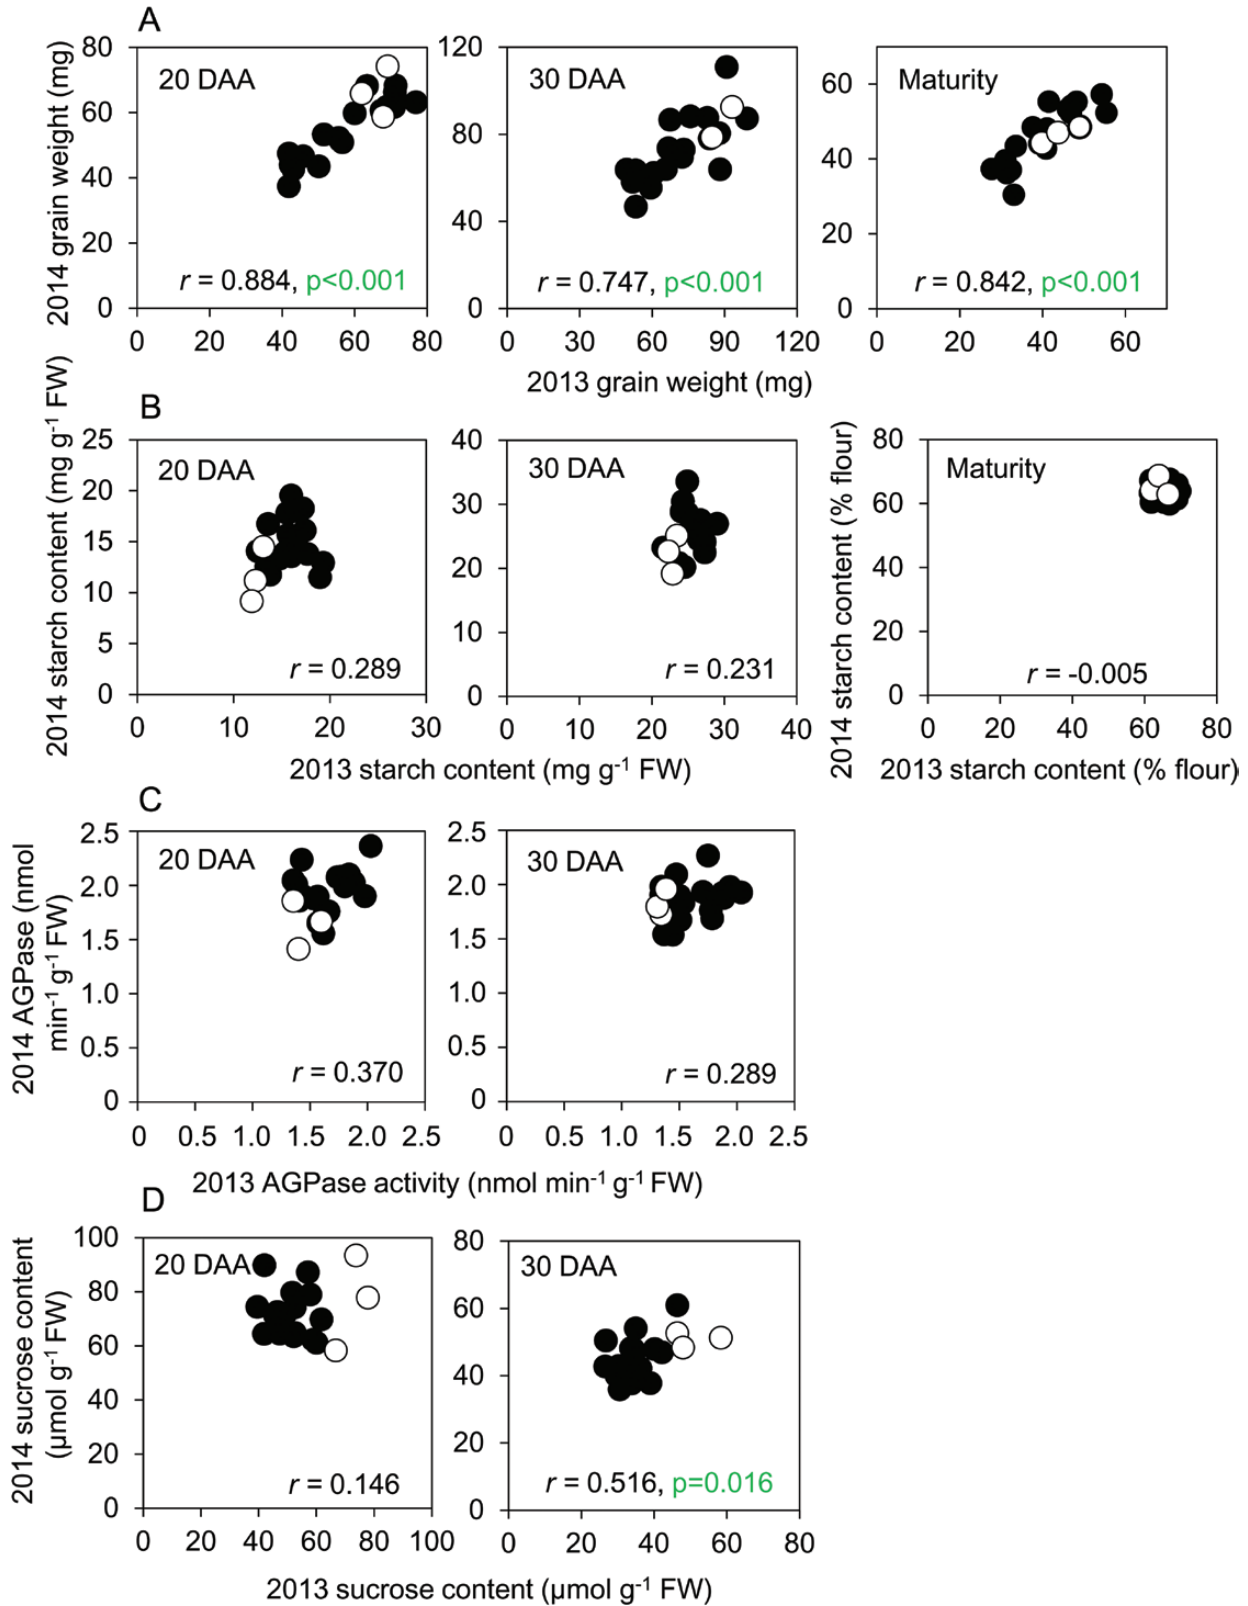 A
2014 grain weight (mg)
80
60
40
20
0
20 DAA
r = 0.884, p<0.001
0 20 40 60 80
120
80
40
0
30 DAA
r = 0.747, p<0.001
0 30 60 90 120
60
40
20
0
Maturity
r = 0.842, p<0.001
0 20 40 60
2013 grain weight (mg)
B
2014 starch content (mg g⁻¹ FW)
25
20
15
10
5
0
20 DAA
r = 0.289
0 10 20 30
40
30
20
10
0
30 DAA
r = 0.231
0 10 20 30 40
2013 starch content (mg g⁻¹ FW)
2014 starch content (% flour)
80
60
40
20
0
Maturity
r = -0.005
0 20 40 60 80
2013 starch content (% flour)
C
2014 AGPase (nmol
min⁻¹ g⁻¹ FW)
2.5
2.0
1.5
1.0
0.5
0
20 DAA
r = 0.370
0 0.5 1.0 1.5 2.0 2.5
2.5
2.0
1.5
1.0
0.5
0
30 DAA
r = 0.289
0 0.5 1.0 1.5 2.0 2.5
2013 AGPase activity (nmol min⁻¹ g⁻¹ FW)
D
2014 sucrose content
(μmol g⁻¹ FW)
100
80
60
40
20
0
20 DAA
r = 0.146
0 20 40 60 80 100
80
60
40
20
0
30 DAA
r = 0.516, p=0.016
0 20 40 60 80
2013 sucrose content (μmol g⁻¹ FW)